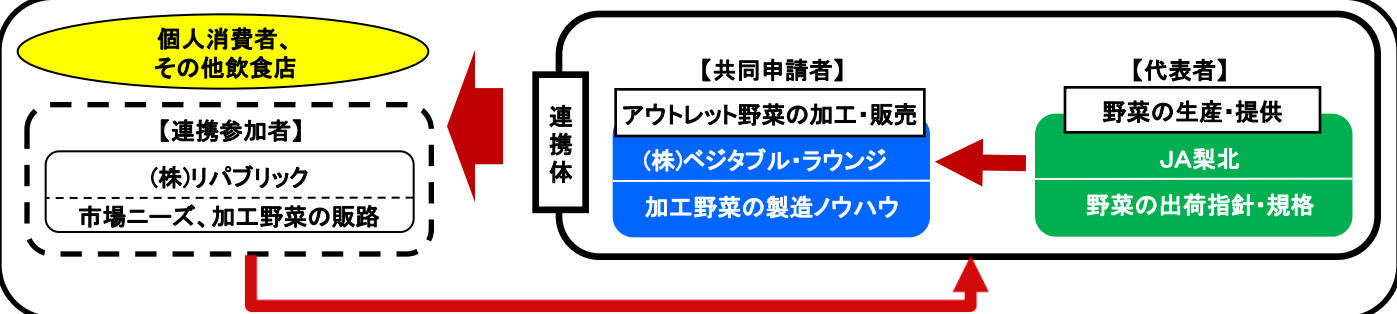 個人消費者、
その他飲食店
【連携参加者】
(株)リパブリック
市場ニーズ、加工野菜の販路
連携体
【共同申請者】
アウトレット野菜の加工・販売
(株)ベジタブル・ラウンジ
加工野菜の製造ノウハウ
【代表者】
野菜の生産・提供
JA梨北
野菜の出荷指針・規格